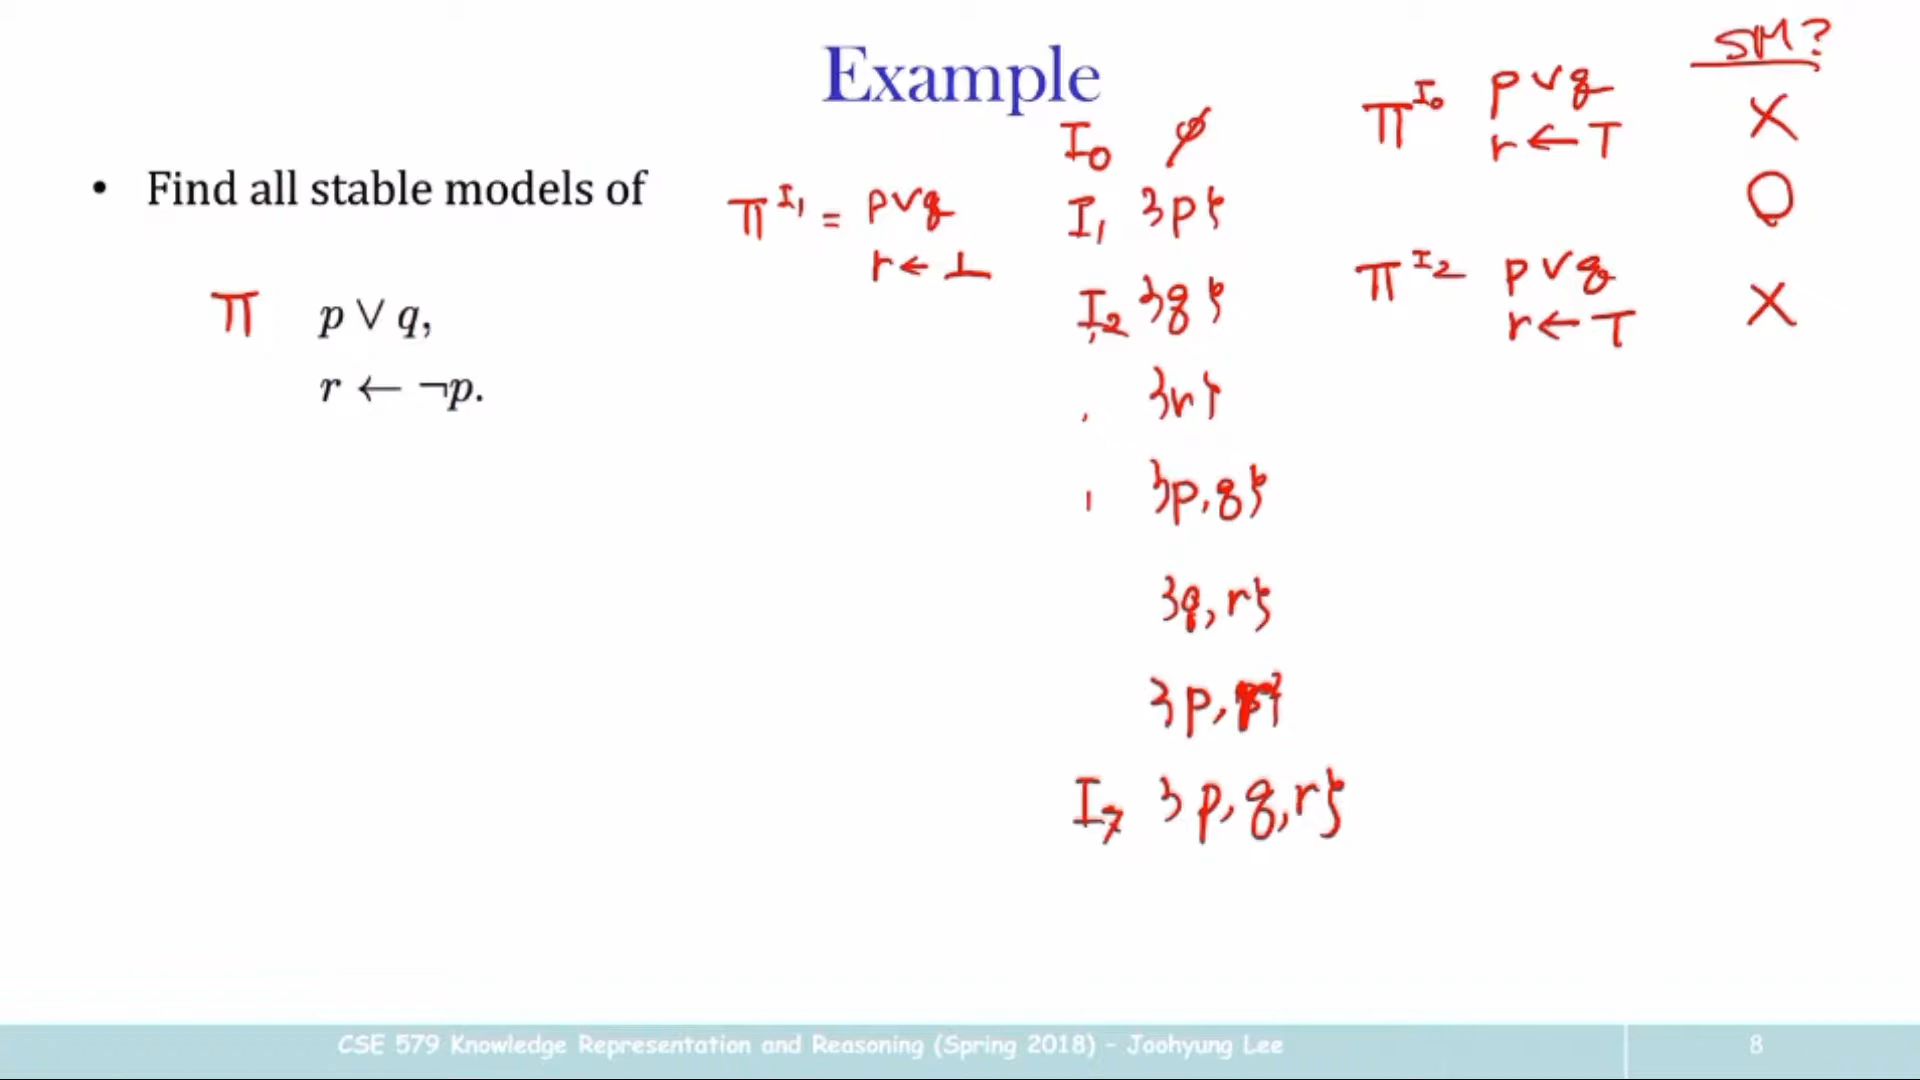 Example
• Find all stable models of
Π p ∨ q,
r ← ¬p.
Π^I₁ = p∨q
r ← ⊥
I₀ ∅
I₁ {p}
I₂ {q}
{r}
{p,q}
{q,r}
{p,r}
I₇ {p,q,r}
Π^I₀ p∨q
r ← T
Π^I₂ p∨q
r ← T
SM?
X
O
X
CSE 579 Knowledge Representation and Reasoning (Spring 2018) - Joohyung Lee
8